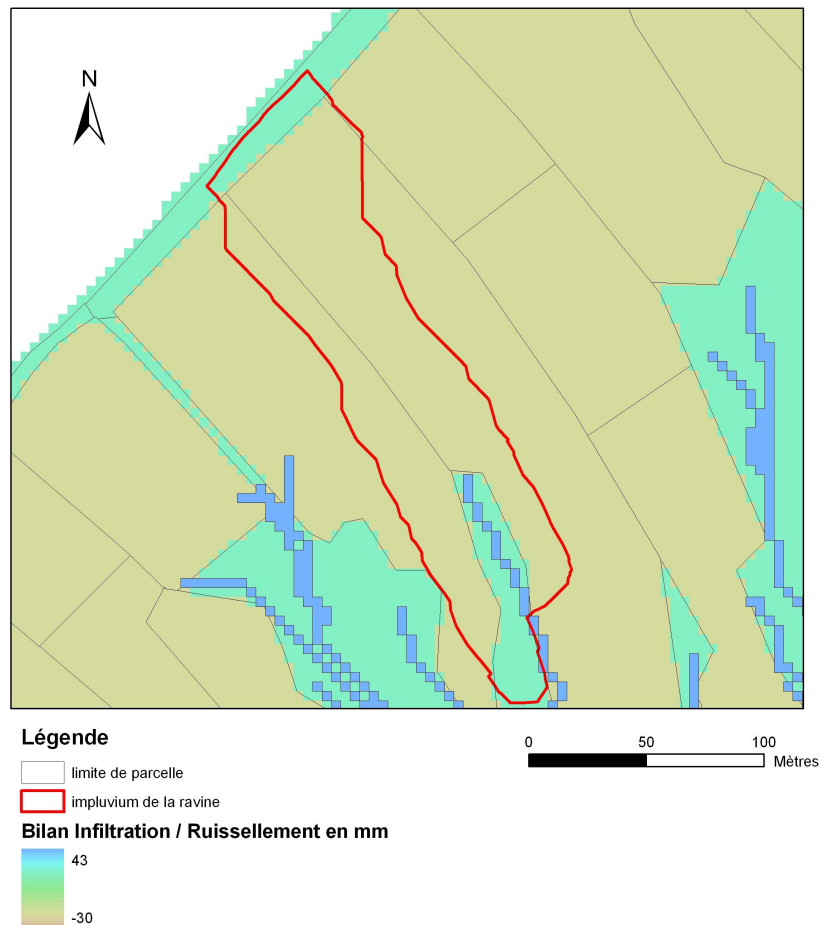 N
Légende
limite de parcelle
impluvium de la ravine
Bilan Infiltration / Ruissellement en mm
43
-30
0 50 100
Mètres